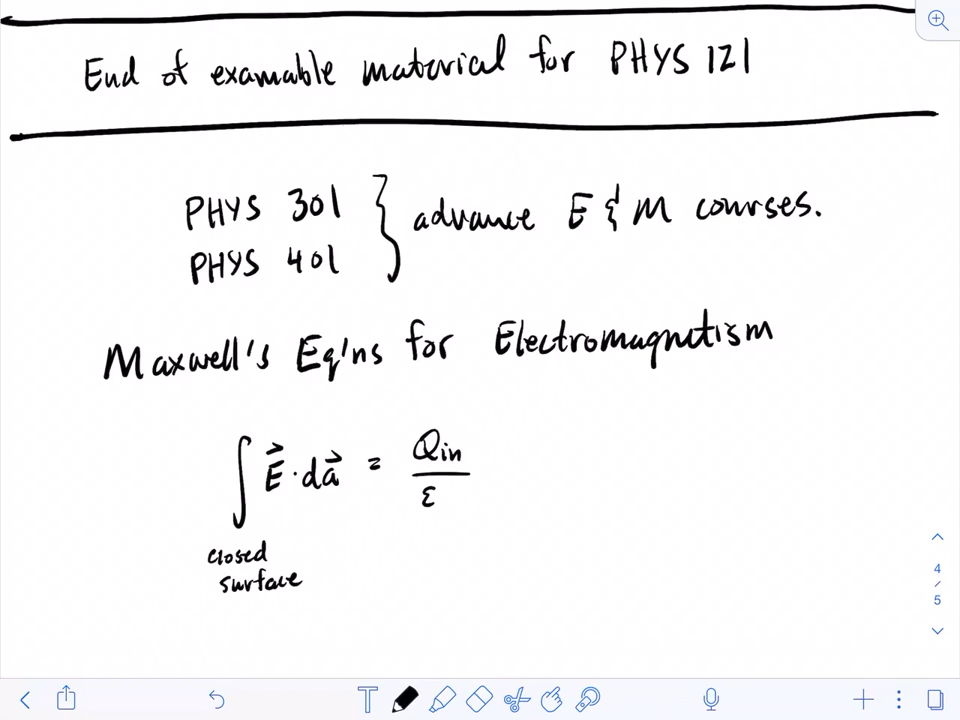 End of examable material for PHYS 121
PHYS 301 } advance E & M courses.
PHYS 401
Maxwell's Eq'ns for Electromagnetism
∫ E⃗ · da⃗ = Qin / ε
closed
surface
4
/
5
T